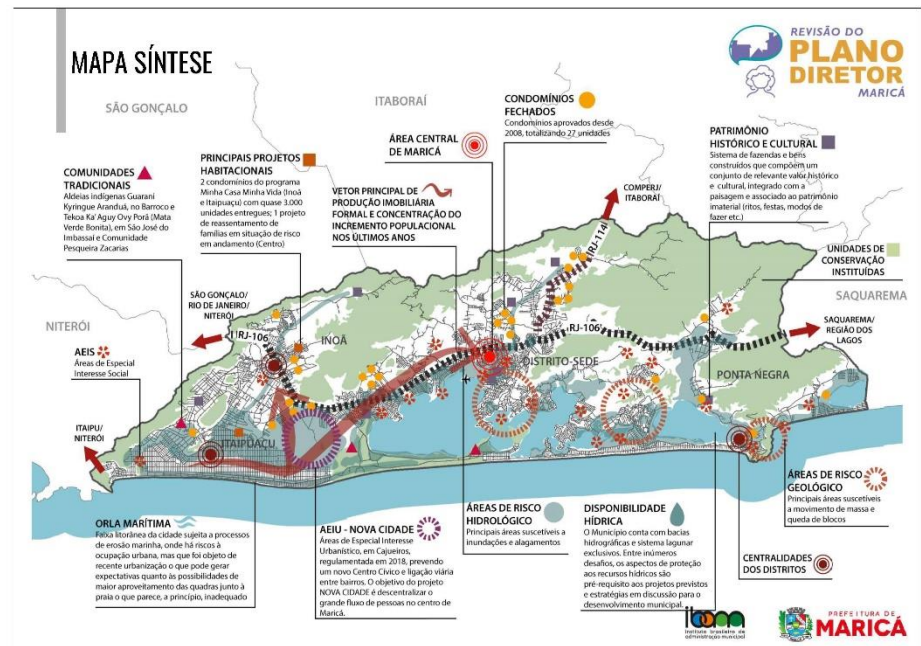 MAPA SÍNTESE
REVISÃO DO
PLANO
DIRETOR
MARICÁ
SÃO GONÇALO
ITABORAÍ
CONDOMÍNIOS
FECHADOS
Condomínios aprovados desde
2008, totalizando 27 unidades
ÁREA CENTRAL
DE MARICÁ
PATRIMÔNIO
HISTÓRICO E CULTURAL
Sistema de fazendas e bens
construídos que compõem um
conjunto de relevante valor histórico
e cultural, integrado com a
paisagem e associado ao patrimônio
imaterial (ritos, festas, modos de
fazer etc.)
COMUNIDADES
TRADICIONAIS
Aldeias indígenas Guarani
Kyringue Aranduá, no Barroco e
Tekoa Ka' Aguy Ovy Porã (Mata
Verde Bonita), em São José do
Imbassaí e Comunidade
Pesqueira Zacarias
PRINCIPAIS PROJETOS
HABITACIONAIS
2 condomínios do programa
Minha Casa Minha Vida (Inoã
e Itaipuaçu) com quase 3.000
unidades entregues; 1 projeto
de reassentamento de
famílias em situação de risco
em andamento (Centro)
VETOR PRINCIPAL DE
PRODUÇÃO IMOBILIÁRIA
FORMAL E CONCENTRAÇÃO DO
INCREMENTO POPULACIONAL
NOS ÚLTIMOS ANOS
COMPERJ/
ITABORAÍ
RJ-114
UNIDADES DE
CONSERVAÇÃO
INSTITUÍDAS
SAQUAREMA
SÃO GONÇALO/
RIO DE JANEIRO/
NITERÓI
NITERÓI
RJ-106
INOÃ
RJ-106
SAQUAREMA/
REGIÃO DOS
LAGOS
AEIS
Áreas de Especial
Interesse Social
DISTRITO-SEDE
PONTA NEGRA
ITAIPU/
NITERÓI
ITAIPUAÇU
ORLA MARÍTIMA
Faixa litorânea da cidade sujeita a processos
de erosão marinha, onde há riscos à
ocupação urbana, mas que foi objeto de
recente urbanização o que pode gerar
expectativas quanto às possibilidades de
maior aproveitamento das quadras junto à
praia o que parece, a princípio, inadequado
AEIU - NOVA CIDADE
Áreas de Especial Interesse
Urbanístico, em Cajueiros,
regulamentada em 2018, prevendo
um novo Centro Cívico e ligação viária
entre bairros. O objetivo do projeto
NOVA CIDADE é descentralizar o
grande fluxo de pessoas no centro de
Maricá.
ÁREAS DE RISCO
HIDROLÓGICO
Principais áreas suscetíveis a
inundações e alagamentos
DISPONIBILIDADE
HÍDRICA
O Município conta com bacias
hidrográficas e sistema lagunar
exclusivos. Entre inúmeros
desafios, os aspectos de proteção
aos recursos hídricos são
pré-requisito aos projetos previstos
e estratégias em discussão para o
desenvolvimento municipal.
ÁREAS DE RISCO
GEOLÓGICO
Principais áreas suscetíveis
a movimento de massa e
queda de blocos
CENTRALIDADES
DOS DISTRITOS
ibam
instituto brasileiro de
administração municipal
PREFEITURA DE
MARICÁ